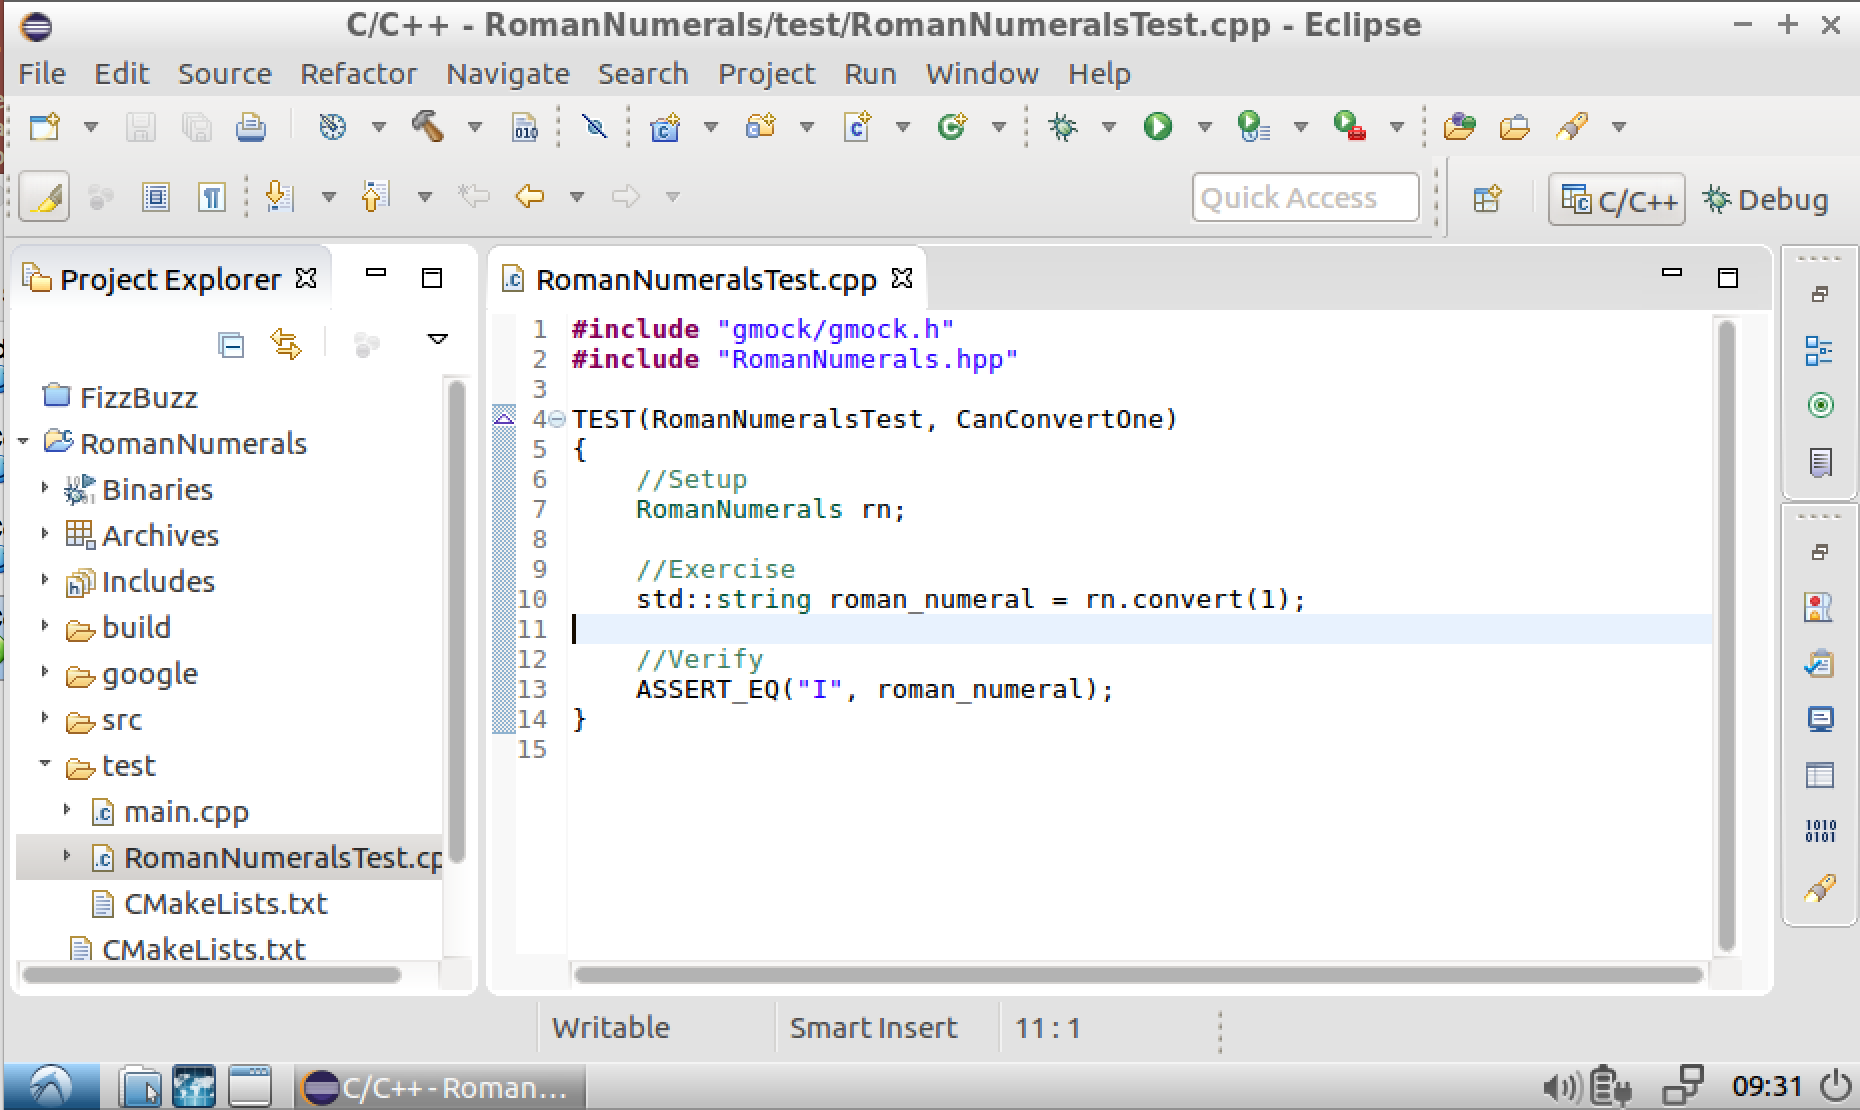 C/C++ - RomanNumerals/test/RomanNumeralsTest.cpp - Eclipse
File Edit Source Refactor Navigate Search Project Run Window Help
010
Quick Access
C/C++
Debug
Project Explorer
RomanNumeralsTest.cpp
FizzBuzz
RomanNumerals
Binaries
Archives
Includes
build
google
src
test
main.cpp
RomanNumeralsTest.cp
CMakeLists.txt
CMakeLists.txt
1 #include "gmock/gmock.h"
2 #include "RomanNumerals.hpp"
3
4 TEST(RomanNumeralsTest, CanConvertOne)
5 {
6 //Setup
7 RomanNumerals rn;
8
9 //Exercise
10 std::string roman_numeral = rn.convert(1);
11
12 //Verify
13 ASSERT_EQ("I", roman_numeral);
14 }
15
1010
0101
Writable
Smart Insert
11 : 1
C/C++ - Roman...
09:31